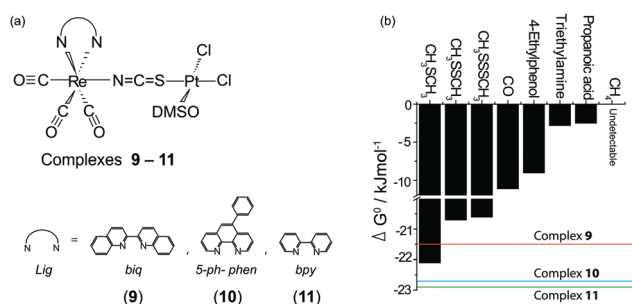 (a)
N N
O≡C Re N=C=S Pt Cl
Cl
C O C O DMSO
Complexes 9 – 11
N N = N N , N N , N N
Lig biq 5-ph- phen bpy
(9) (10) (11)
(b)
CH3SCH3
CH3SSCH3
CH3SSSCH3
CO
4-Ethylphenol
Triethylamine
Propanoic acid
CH4
Undetectable
Δ G0 / kJmol-1
0
-5
-10
-21
-22
-23
Complex 9
Complex 10
Complex 11